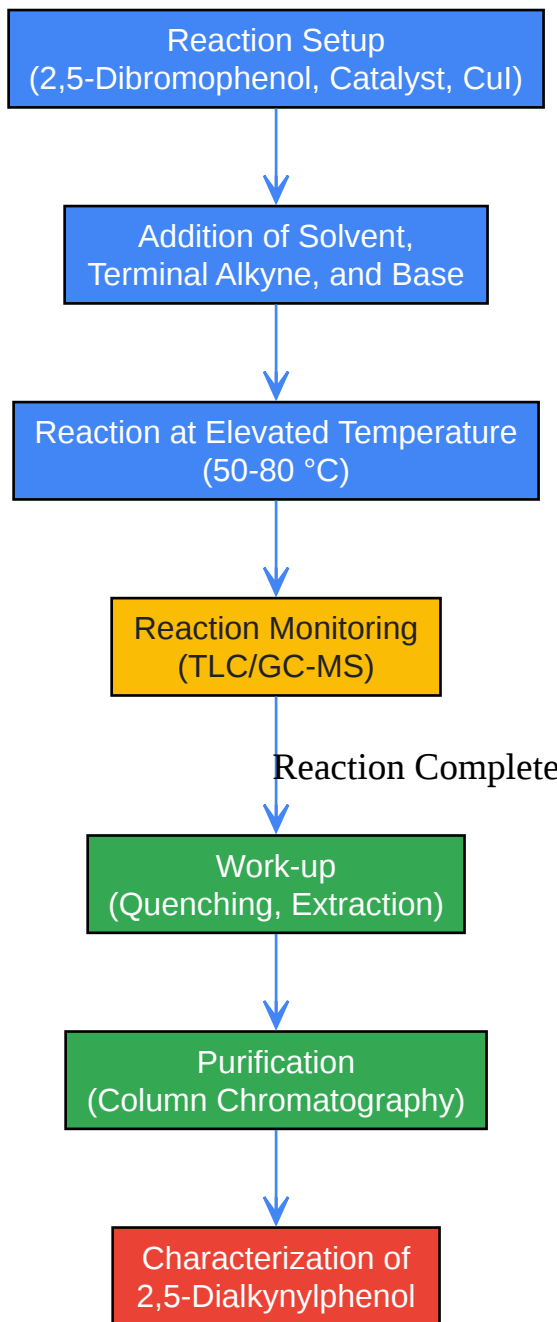 Reaction Setup
(2,5-Dibromophenol, Catalyst, CuI)
Addition of Solvent,
Terminal Alkyne, and Base
Reaction at Elevated Temperature
(50-80 °C)
Reaction Monitoring
(TLC/GC-MS)
Reaction Complete
Work-up
(Quenching, Extraction)
Purification
(Column Chromatography)
Characterization of
2,5-Dialkynylphenol